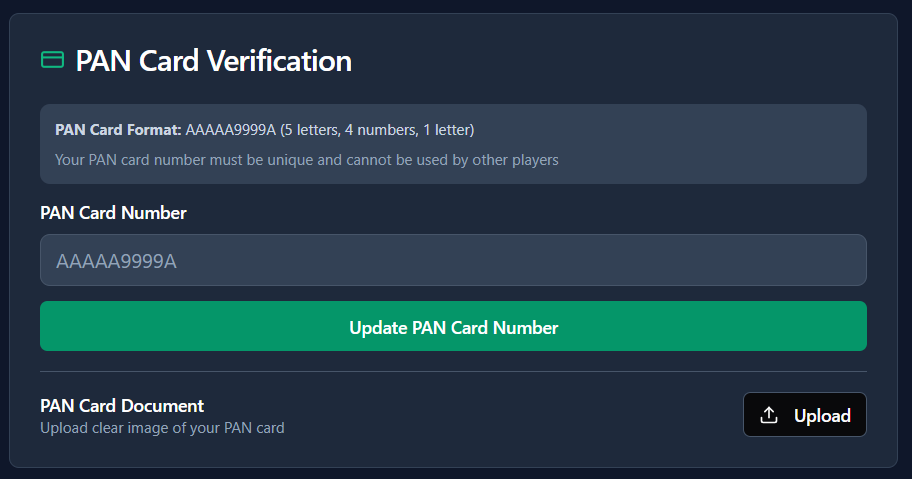 PAN Card Verification
PAN Card Format: AAAAA9999A (5 letters, 4 numbers, 1 letter)
Your PAN card number must be unique and cannot be used by other players
PAN Card Number
AAAAA9999A
Update PAN Card Number
PAN Card Document
Upload clear image of your PAN card
Upload